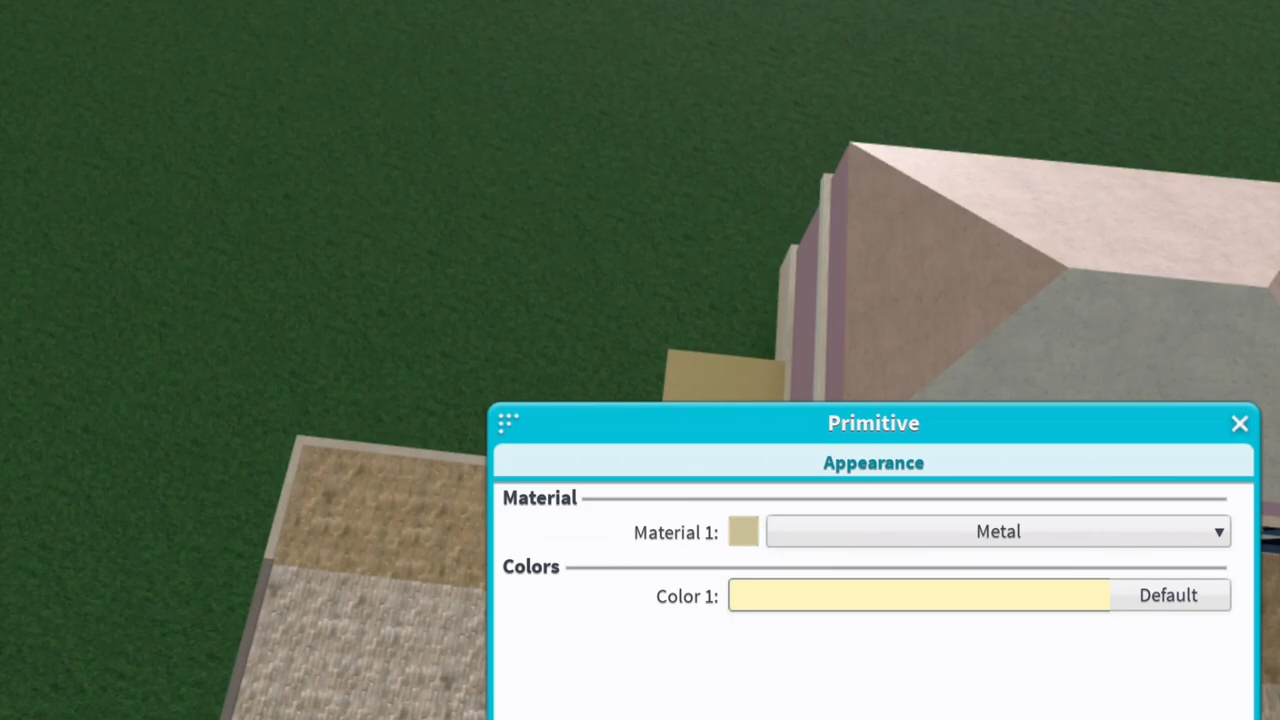 Primitive
Appearance
Material
Material 1: Metal
Colors
Color 1: Default